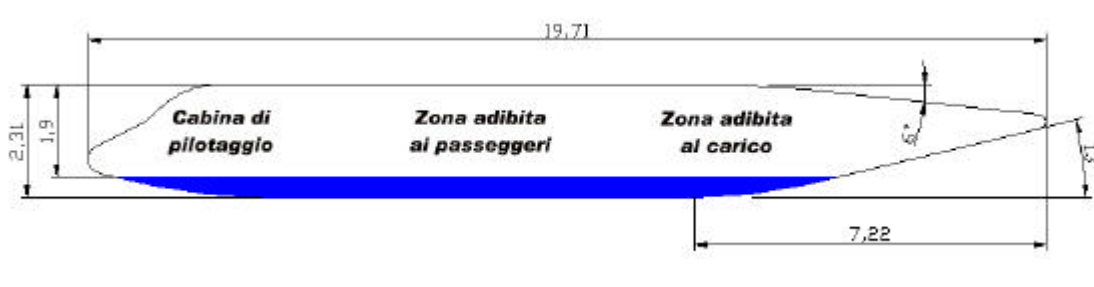 19,71
Cabina di
pilotaggio
Zona adibita
ai passeggeri
Zona adibita
al carico
2,31
1,9
6°
7,22